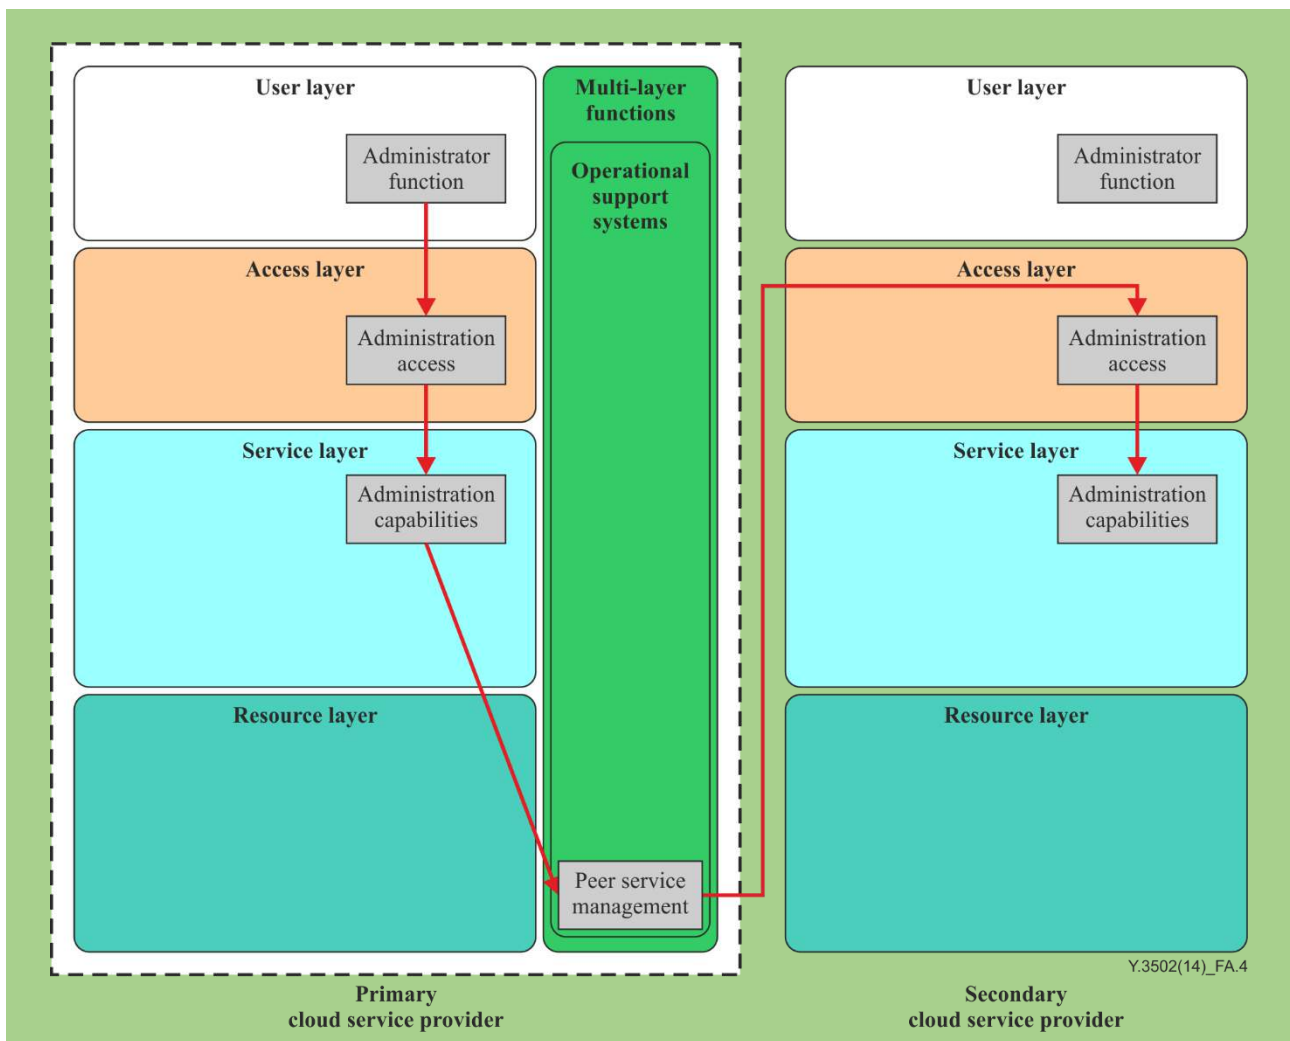 User layer
Administrator
function
Access layer
Administration
access
Service layer
Administration
capabilities
Resource layer
Multi-layer
functions
Operational
support
systems
Peer service
management
User layer
Administrator
function
Access layer
Administration
access
Service layer
Administration
capabilities
Resource layer
Y.3502(14)_FA.4
Primary
cloud service provider
Secondary
cloud service provider